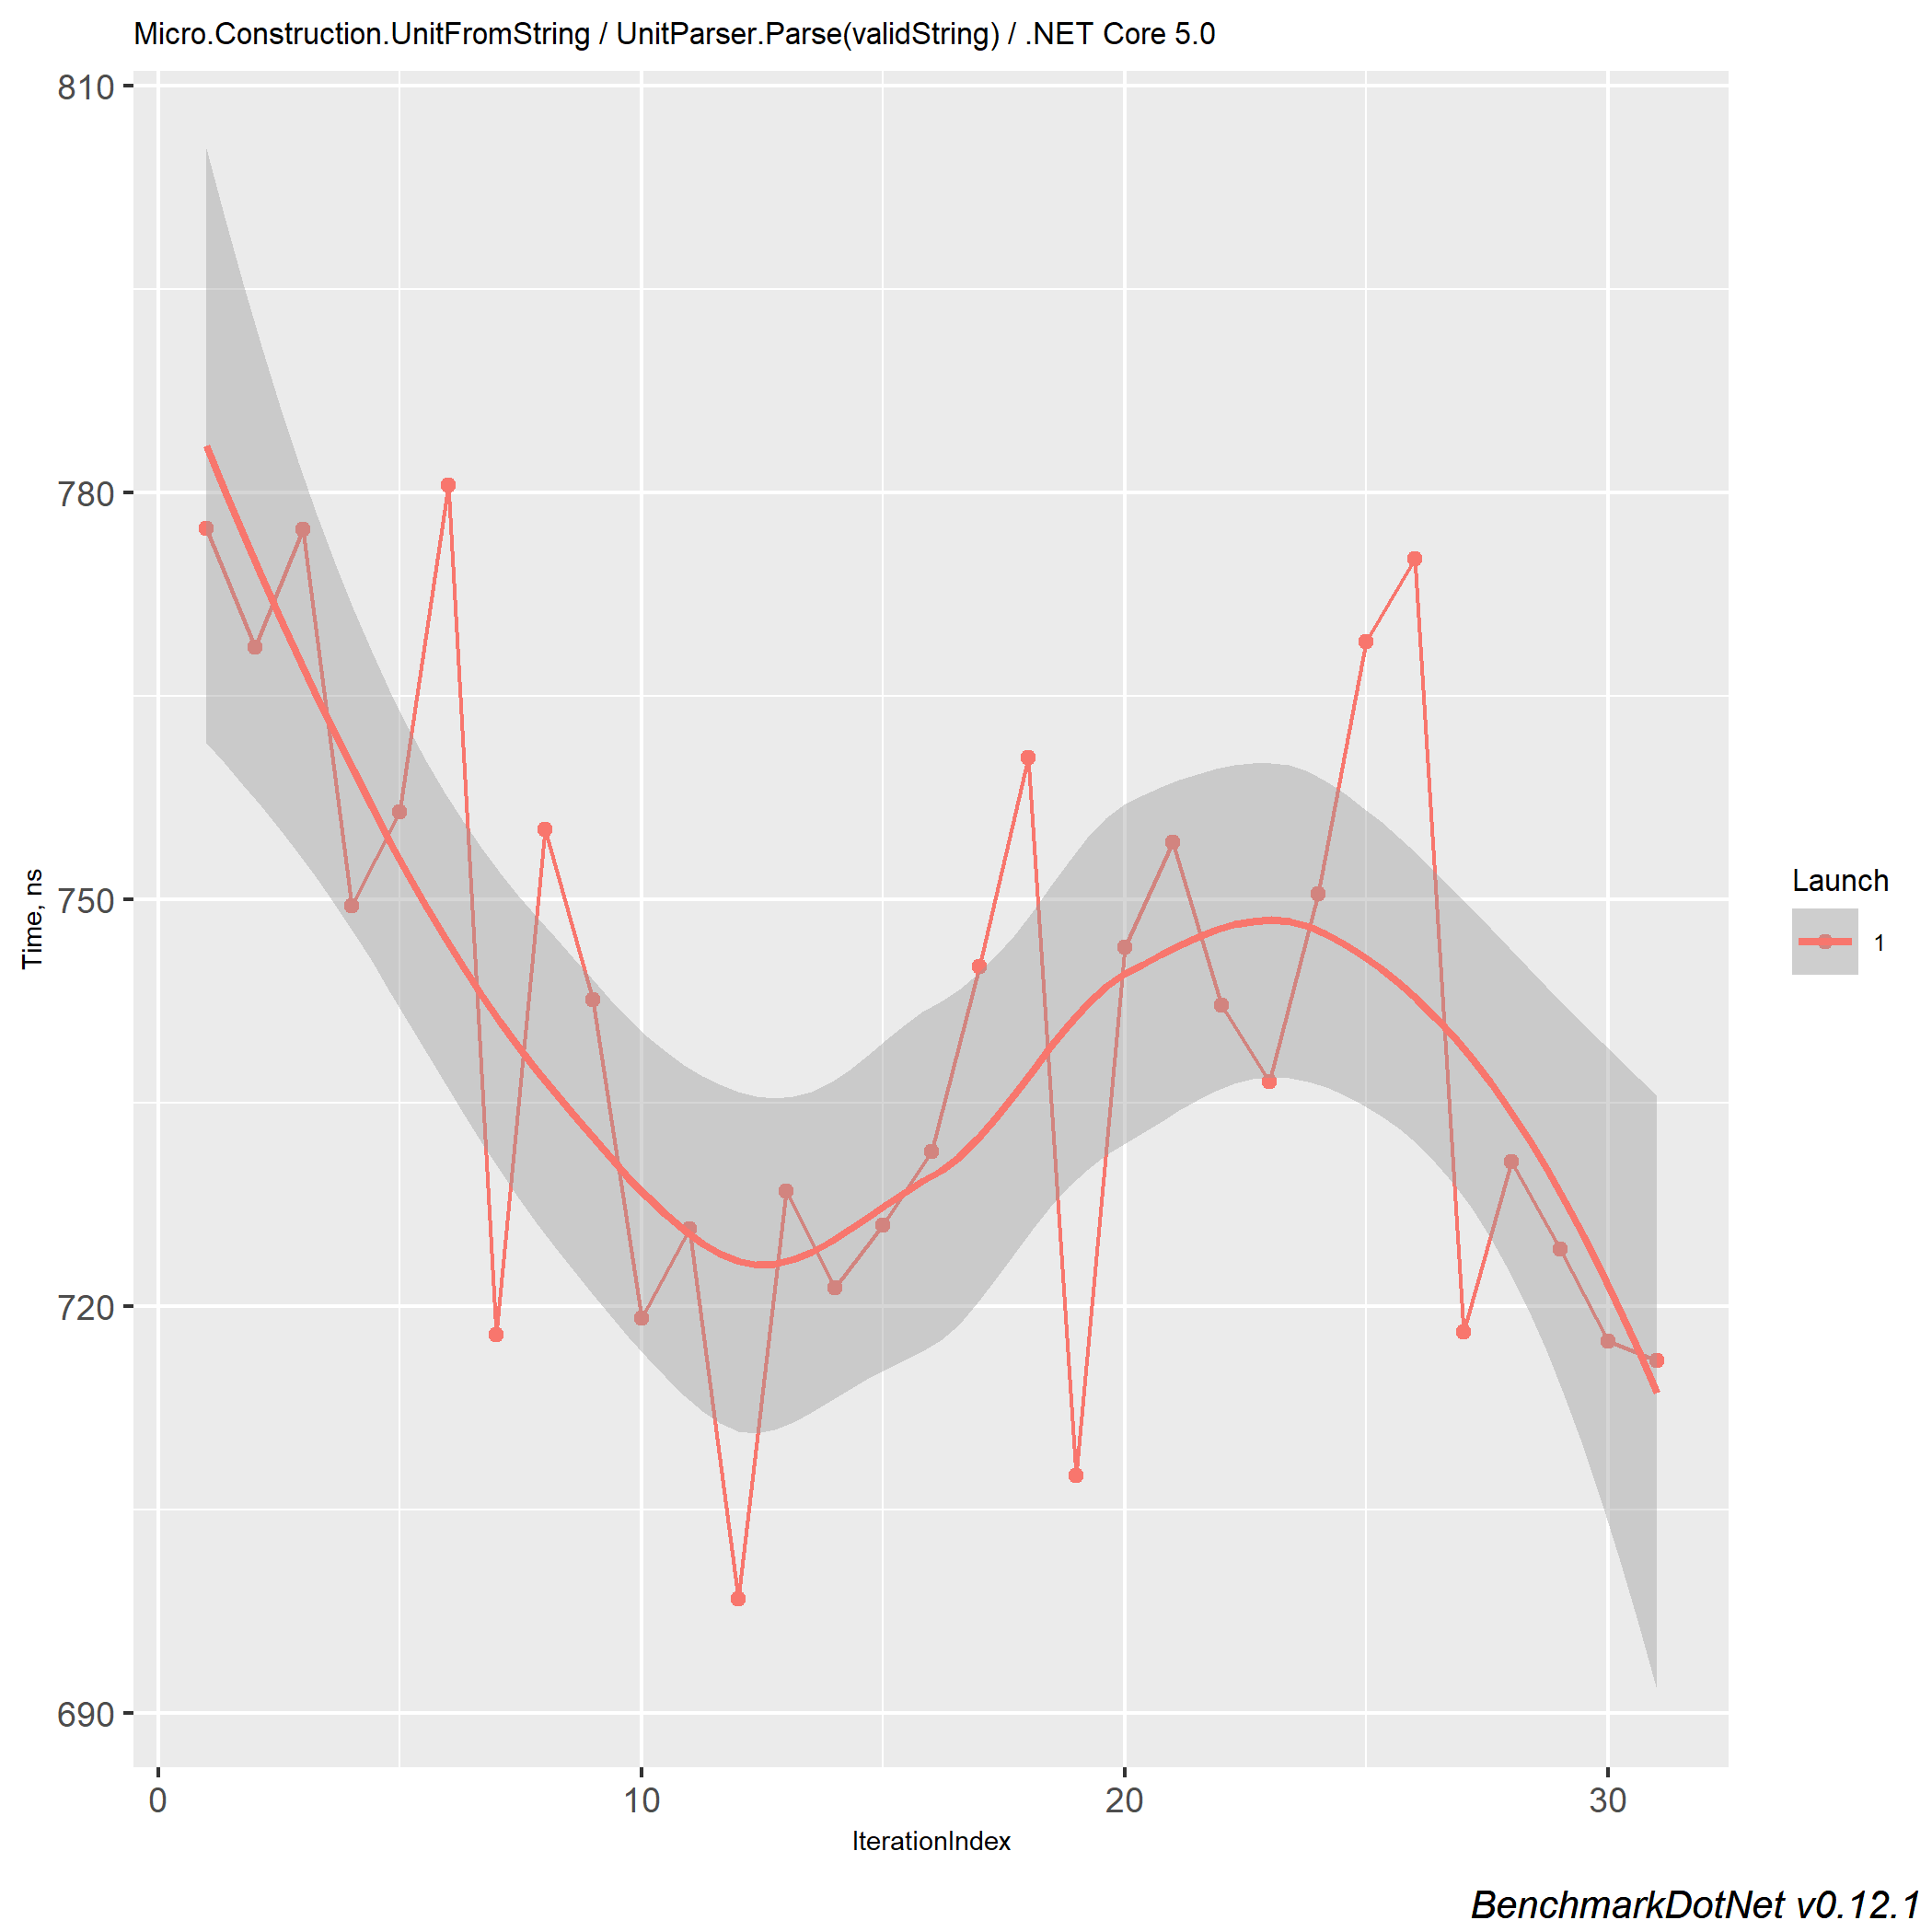 Micro.Construction.UnitFromString / UnitParser.Parse(validString) / .NET Core 5.0
810
780
750
720
690
Time, ns
0 10 20 30
IterationIndex
Launch
1
BenchmarkDotNet v0.12.1